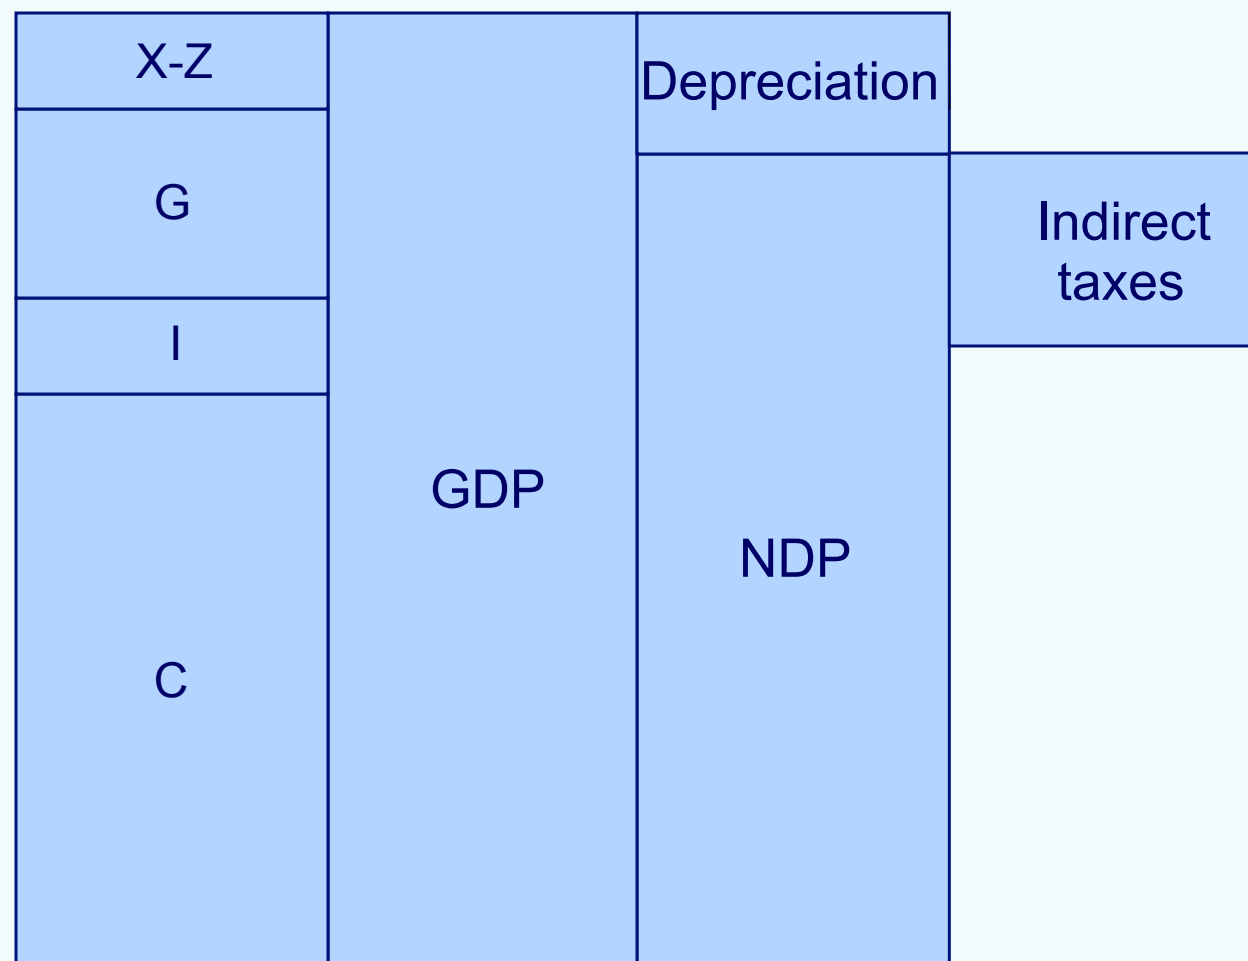 X-Z
G
I
C
GDP
Depreciation
NDP
Indirect
taxes